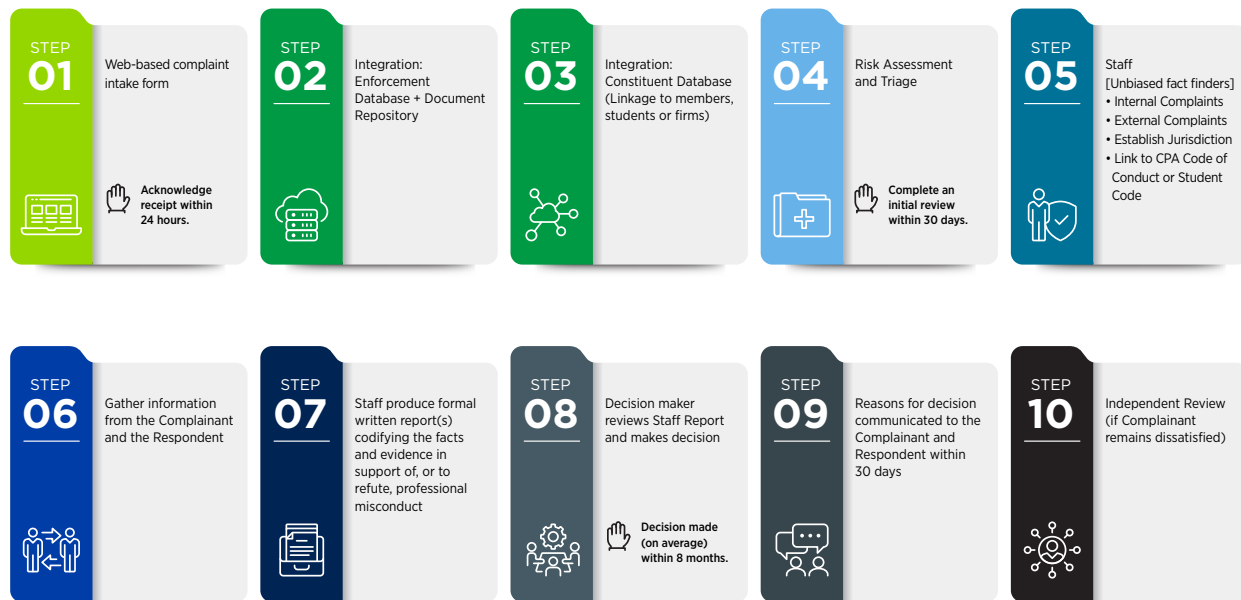 STEP
01
Web-based complaint
intake form
Acknowledge
receipt within
24 hours.
STEP
02
Integration:
Enforcement
Database + Document
Repository
STEP
03
Integration:
Constituent Database
(Linkage to members,
students or firms)
STEP
04
Risk Assessment
and Triage
Complete an
initial review
within 30 days.
STEP
05
Staff
[Unbiased fact finders]
• Internal Complaints
• External Complaints
• Establish Jurisdiction
• Link to CPA Code of
Conduct or Student
Code
STEP
06
Gather information
from the Complainant
and the Respondent
STEP
07
Staff produce formal
written report(s)
codifying the facts
and evidence in
support of, or to
refute, professional
misconduct
STEP
08
Decision maker
reviews Staff Report
and makes decision
Decision made
(on average)
within 8 months.
STEP
09
Reasons for decision
communicated to the
Complainant and
Respondent within
30 days
STEP
10
Independent Review
(if Complainant
remains dissatisfied)